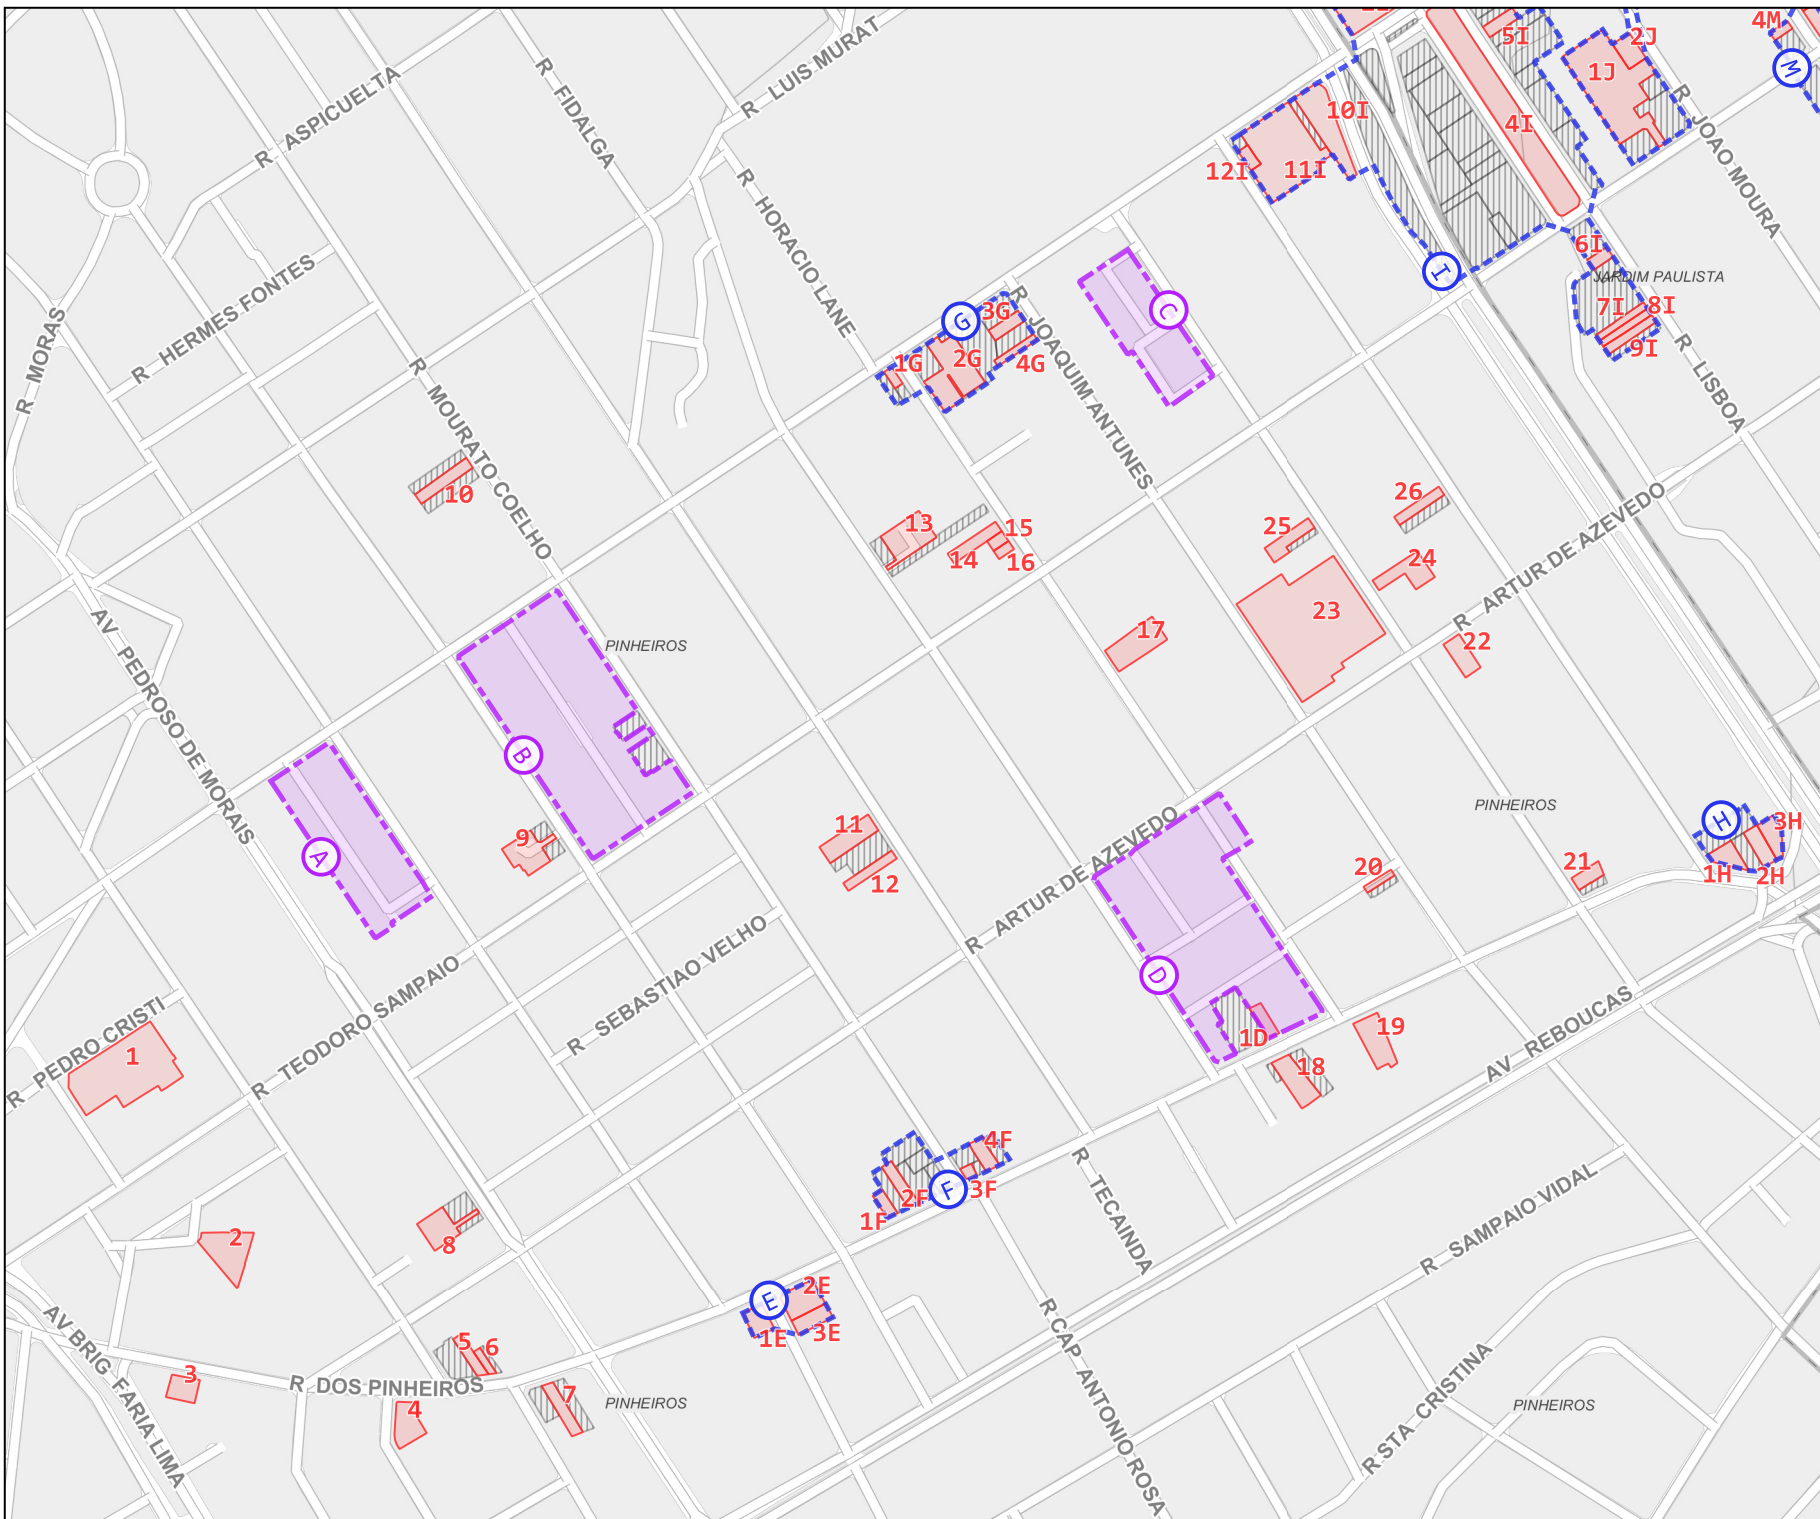 4M
5I
2J
M
1J
R LUIS MURAT
R ASPICUELTA
R FIDALGA
10I
4I
R JOAO MOURA
12I
11I
R HORACIO LANE
6I
I
JARDIM PAULISTA
R HERMES FONTES
C
7I
8I
G
3G
9I
R MORAS
1G
2G
4G
R JOAQUIM ANTUNES
R LISBOA
R MOURATO COELHO
10
26
13
15
25
14
16
24
R ARTUR DE AZEVEDO
23
17
22
PINHEIROS
AV PEDROSO DE MORAIS
B
PINHEIROS
H
3H
11
9
A
12
20
21
1H
2H
R ARTUR DE AZEVEDO
R SEBASTIAO VELHO
R TEODORO SAMPAIO
D
R PEDRO CRISTI
1
1D
19
18
AV REBOUCAS
4F
F
3F
2F
1F
R TECAINDA
R SAMPAIO VIDAL
2
8
E
2E
1E
3E
AV BRIG FARIA LIMA
5
6
3
R DOS PINHEIROS
7
4
PINHEIROS
R CAP ANTONIO ROSA
R STA CRISTINA
PINHEIROS